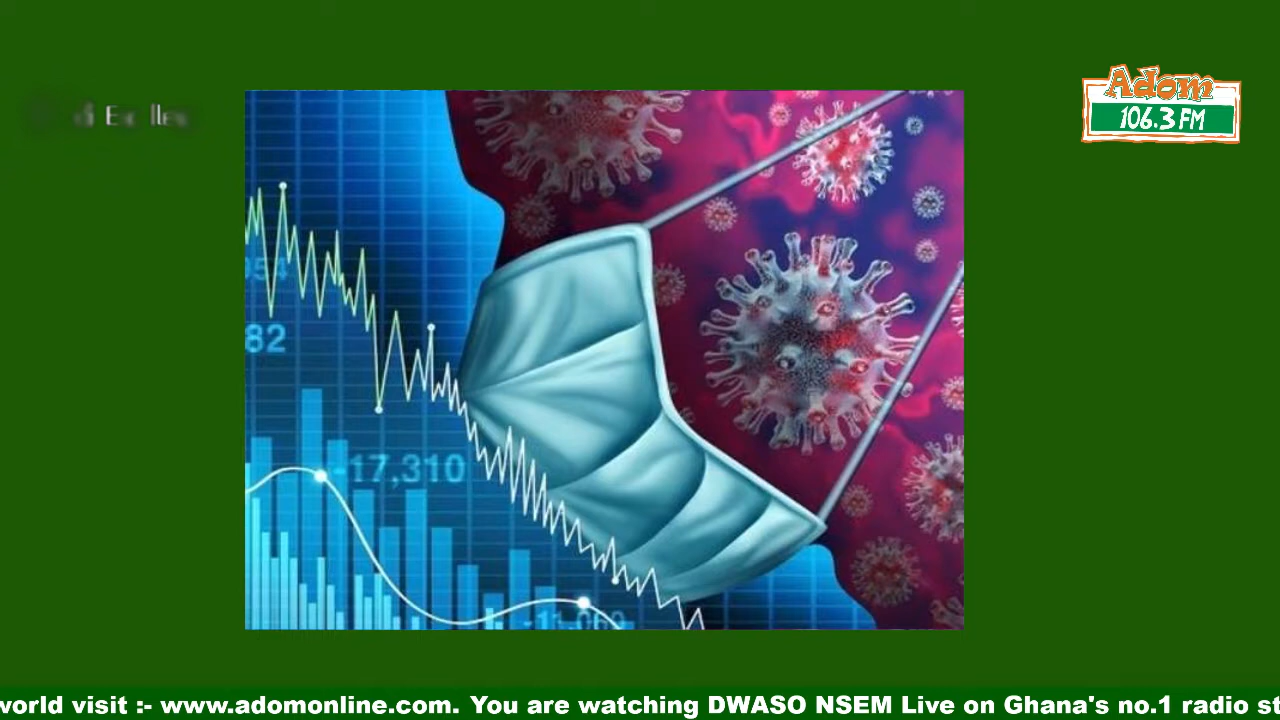 Adom
106.3 FM
82
-17,310
world visit :- www.adomonline.com. You are watching DWASO NSEM Live on Ghana's no.1 radio st